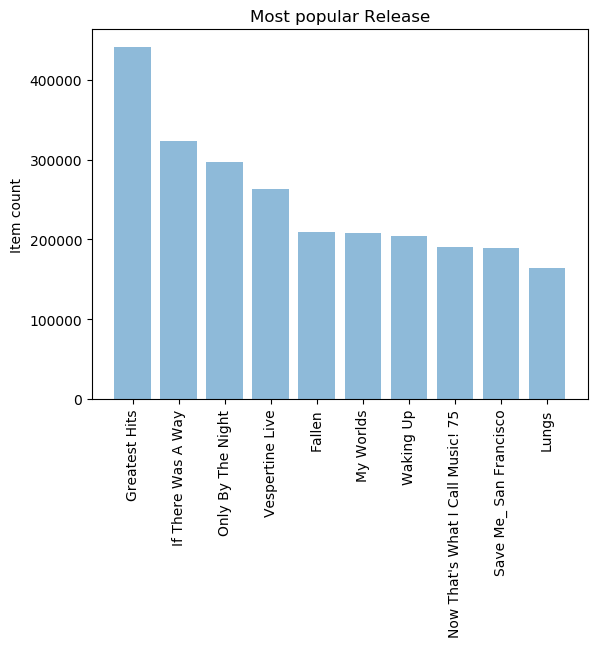 Most popular Release
Item count
400000
300000
200000
100000
0
Greatest Hits
If There Was A Way
Only By The Night
Vespertine Live
Fallen
My Worlds
Waking Up
Now That's What I Call Music! 75
Save Me_ San Francisco
Lungs